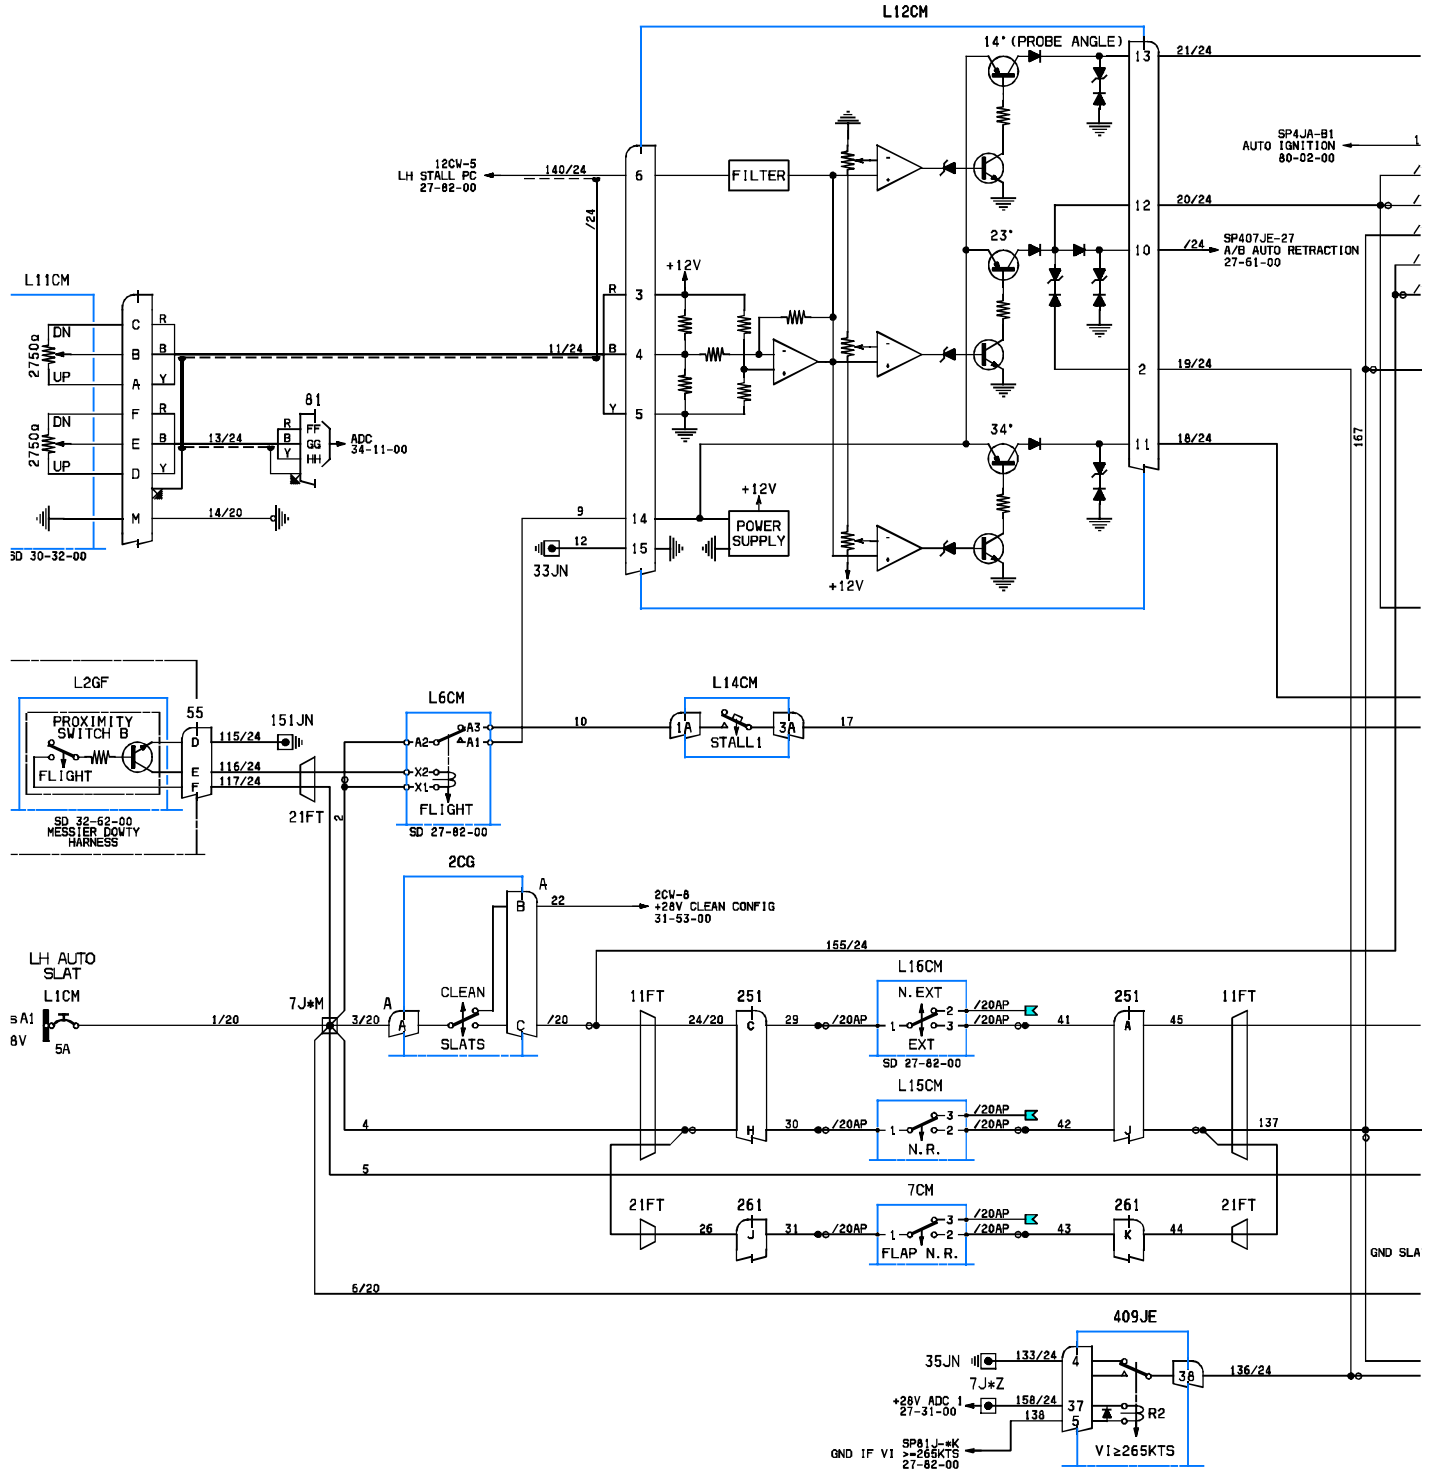 L12CM
14° (PROBE ANGLE)
13
21/24
SP4JA-B1
AUTO IGNITION
80-02-00
1
12CW-5
LH STALL PC
27-82-00
140/24
6
FILTER
/24
12
20/24
23°
10
/24
SP407JE-27
A/B AUTO RETRACTION
27-61-00
+12V
L11CM
R
3
C
R
DN
2750Ω
B
B
11/24
B
4
UP
A
Y
2
19/24
F
R
81
Y
5
DN
R
FF
2750Ω
E
B
13/24
B
GG
ADC
34-11-00
Y
HH
34°
11
18/24
167
UP
D
Y
+12V
M
14/20
9
14
POWER
SUPPLY
12
15
33JN
+12V
SD 30-32-00
L2GF
55
151JN
L6CM
L14CM
PROXIMITY
SWITCH B
D
115/24
A2
A3
A1
10
1A
3A
17
STALL1
FLIGHT
E
116/24
X2
F
117/24
X1
21FT
2
FLIGHT
SD 32-62-00
MESSIER DOWTY
HARNESS
SD 27-82-00
2CG
A
B
22
2CW-8
+28V CLEAN CONFIG
31-53-00
155/24
LH AUTO
SLAT
L1CM
7J*M
A
CLEAN
11FT
251
L16CM
N.EXT
251
11FT
2
/20AP
S A1
8V
5A
1/20
3/20
A
C
/20
24/20
C
29
/20AP
1
3
/20AP
41
A
45
SLATS
EXT
SD 27-82-00
L15CM
3
/20AP
4
H
30
/20AP
1
2
/20AP
42
J
137
N.R.
5
7CM
21FT
261
261
21FT
3
/20AP
26
J
31
/20AP
1
2
/20AP
43
K
44
FLAP N.R.
GND SLA
6/20
409JE
35JN
133/24
4
38
136/24
7J*Z
+28V ADC 1
27-31-00
158/24
37
138
5
R2
SP81J-*K
GND IF VI >=265KTS
27-82-00
VI≥265KTS